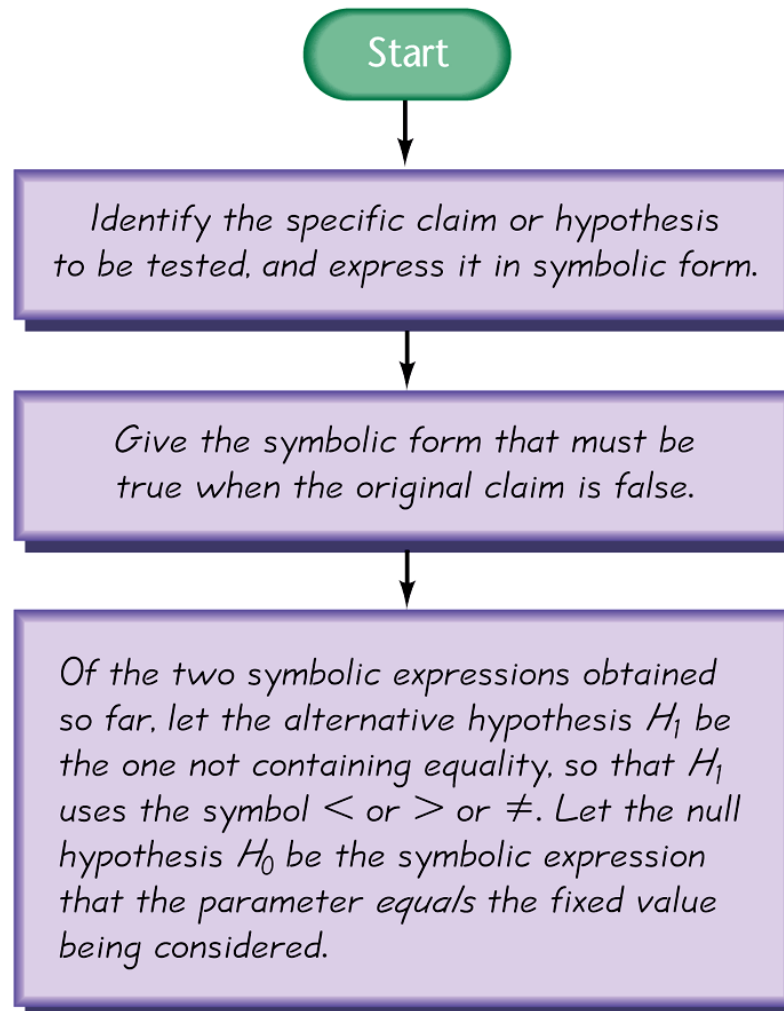 Start
Identify the specific claim or hypothesis
to be tested, and express it in symbolic form.
Give the symbolic form that must be
true when the original claim is false.
Of the two symbolic expressions obtained
so far, let the alternative hypothesis H₁ be
the one not containing equality, so that H₁
uses the symbol < or > or ≠. Let the null
hypothesis H₀ be the symbolic expression
that the parameter equals the fixed value
being considered.